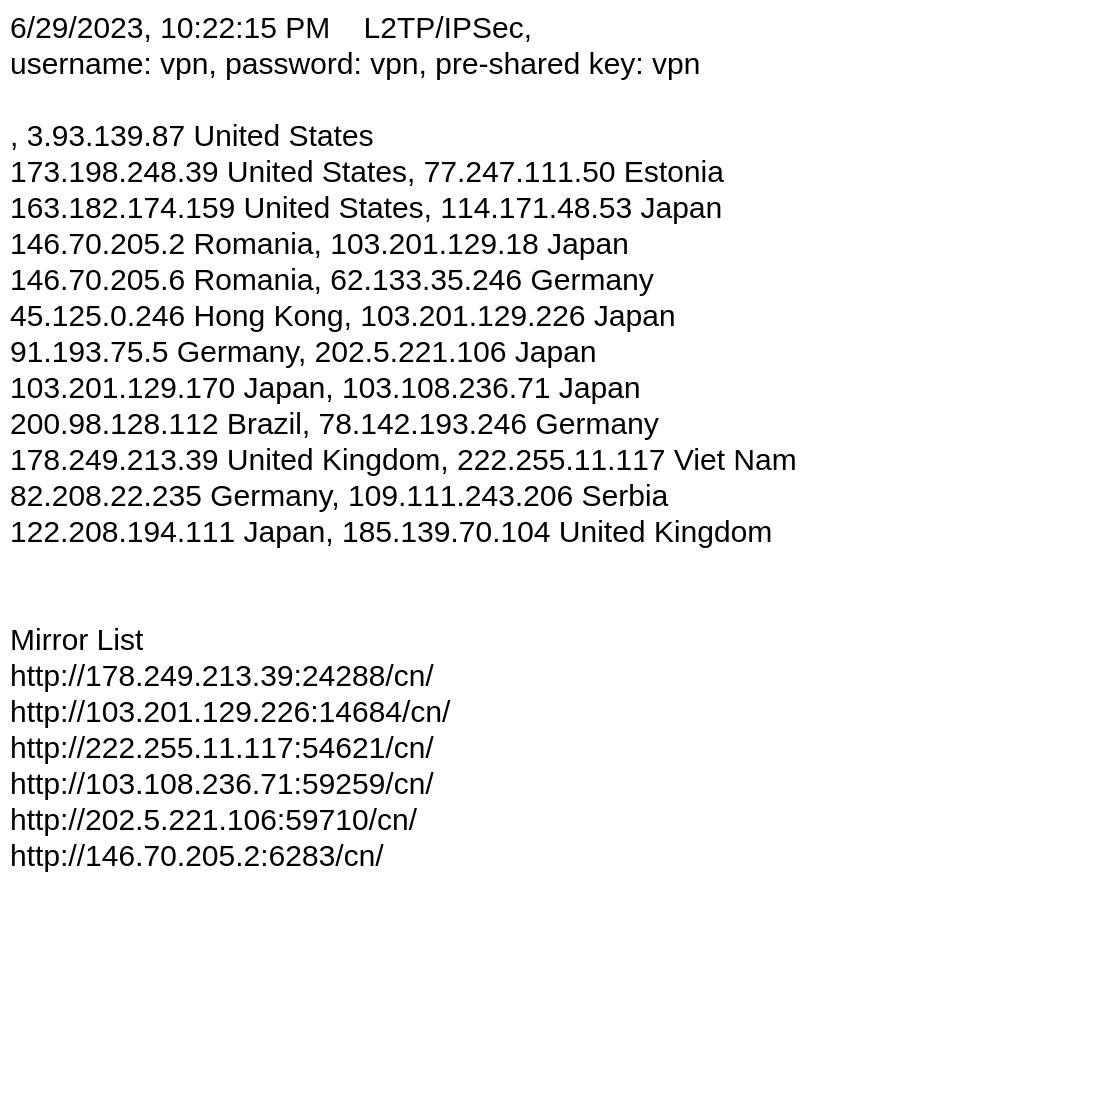 6/29/2023, 10:22:15 PM    L2TP/IPSec,
username: vpn, password: vpn, pre-shared key: vpn
, 3.93.139.87 United States
173.198.248.39 United States, 77.247.111.50 Estonia
163.182.174.159 United States, 114.171.48.53 Japan
146.70.205.2 Romania, 103.201.129.18 Japan
146.70.205.6 Romania, 62.133.35.246 Germany
45.125.0.246 Hong Kong, 103.201.129.226 Japan
91.193.75.5 Germany, 202.5.221.106 Japan
103.201.129.170 Japan, 103.108.236.71 Japan
200.98.128.112 Brazil, 78.142.193.246 Germany
178.249.213.39 United Kingdom, 222.255.11.117 Viet Nam
82.208.22.235 Germany, 109.111.243.206 Serbia
122.208.194.111 Japan, 185.139.70.104 United Kingdom
Mirror List
http://178.249.213.39:24288/cn/
http://103.201.129.226:14684/cn/
http://222.255.11.117:54621/cn/
http://103.108.236.71:59259/cn/
http://202.5.221.106:59710/cn/
http://146.70.205.2:6283/cn/